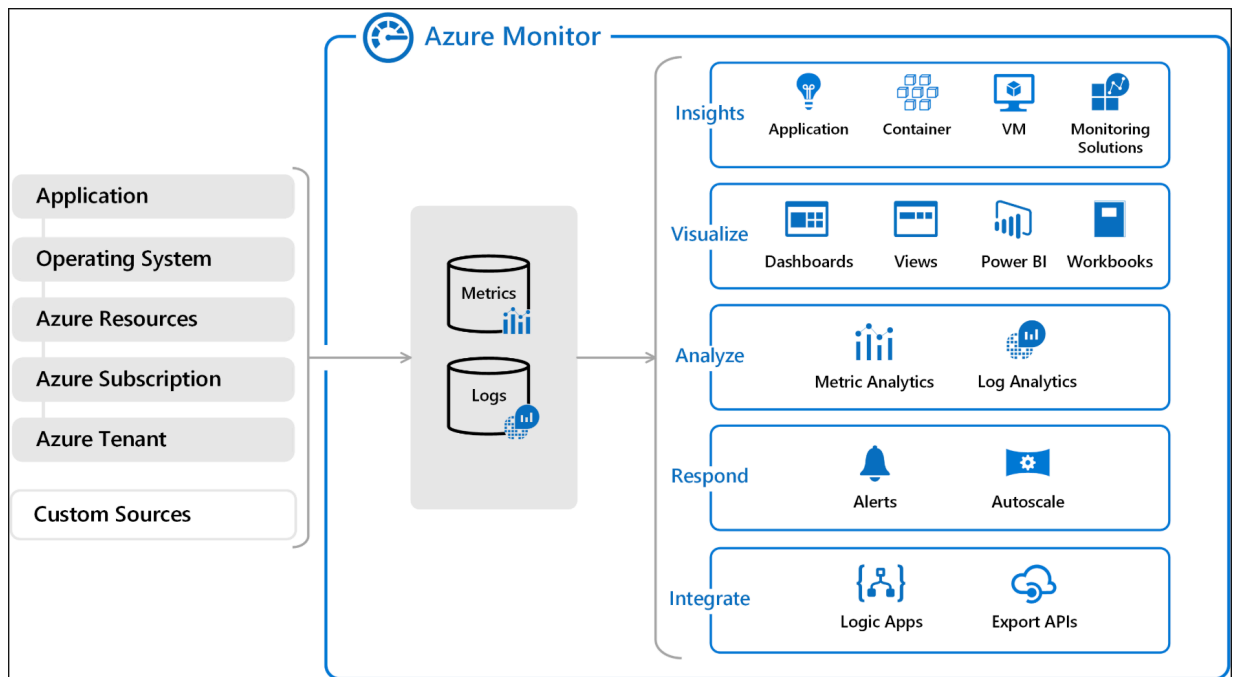 Azure Monitor
Application
Operating System
Azure Resources
Azure Subscription
Azure Tenant
Custom Sources
Metrics
Logs
Insights
Application
Container
VM
Monitoring
Solutions
Visualize
Dashboards
Views
Power BI
Workbooks
Analyze
Metric Analytics
Log Analytics
Respond
Alerts
Autoscale
Integrate
Logic Apps
Export APIs